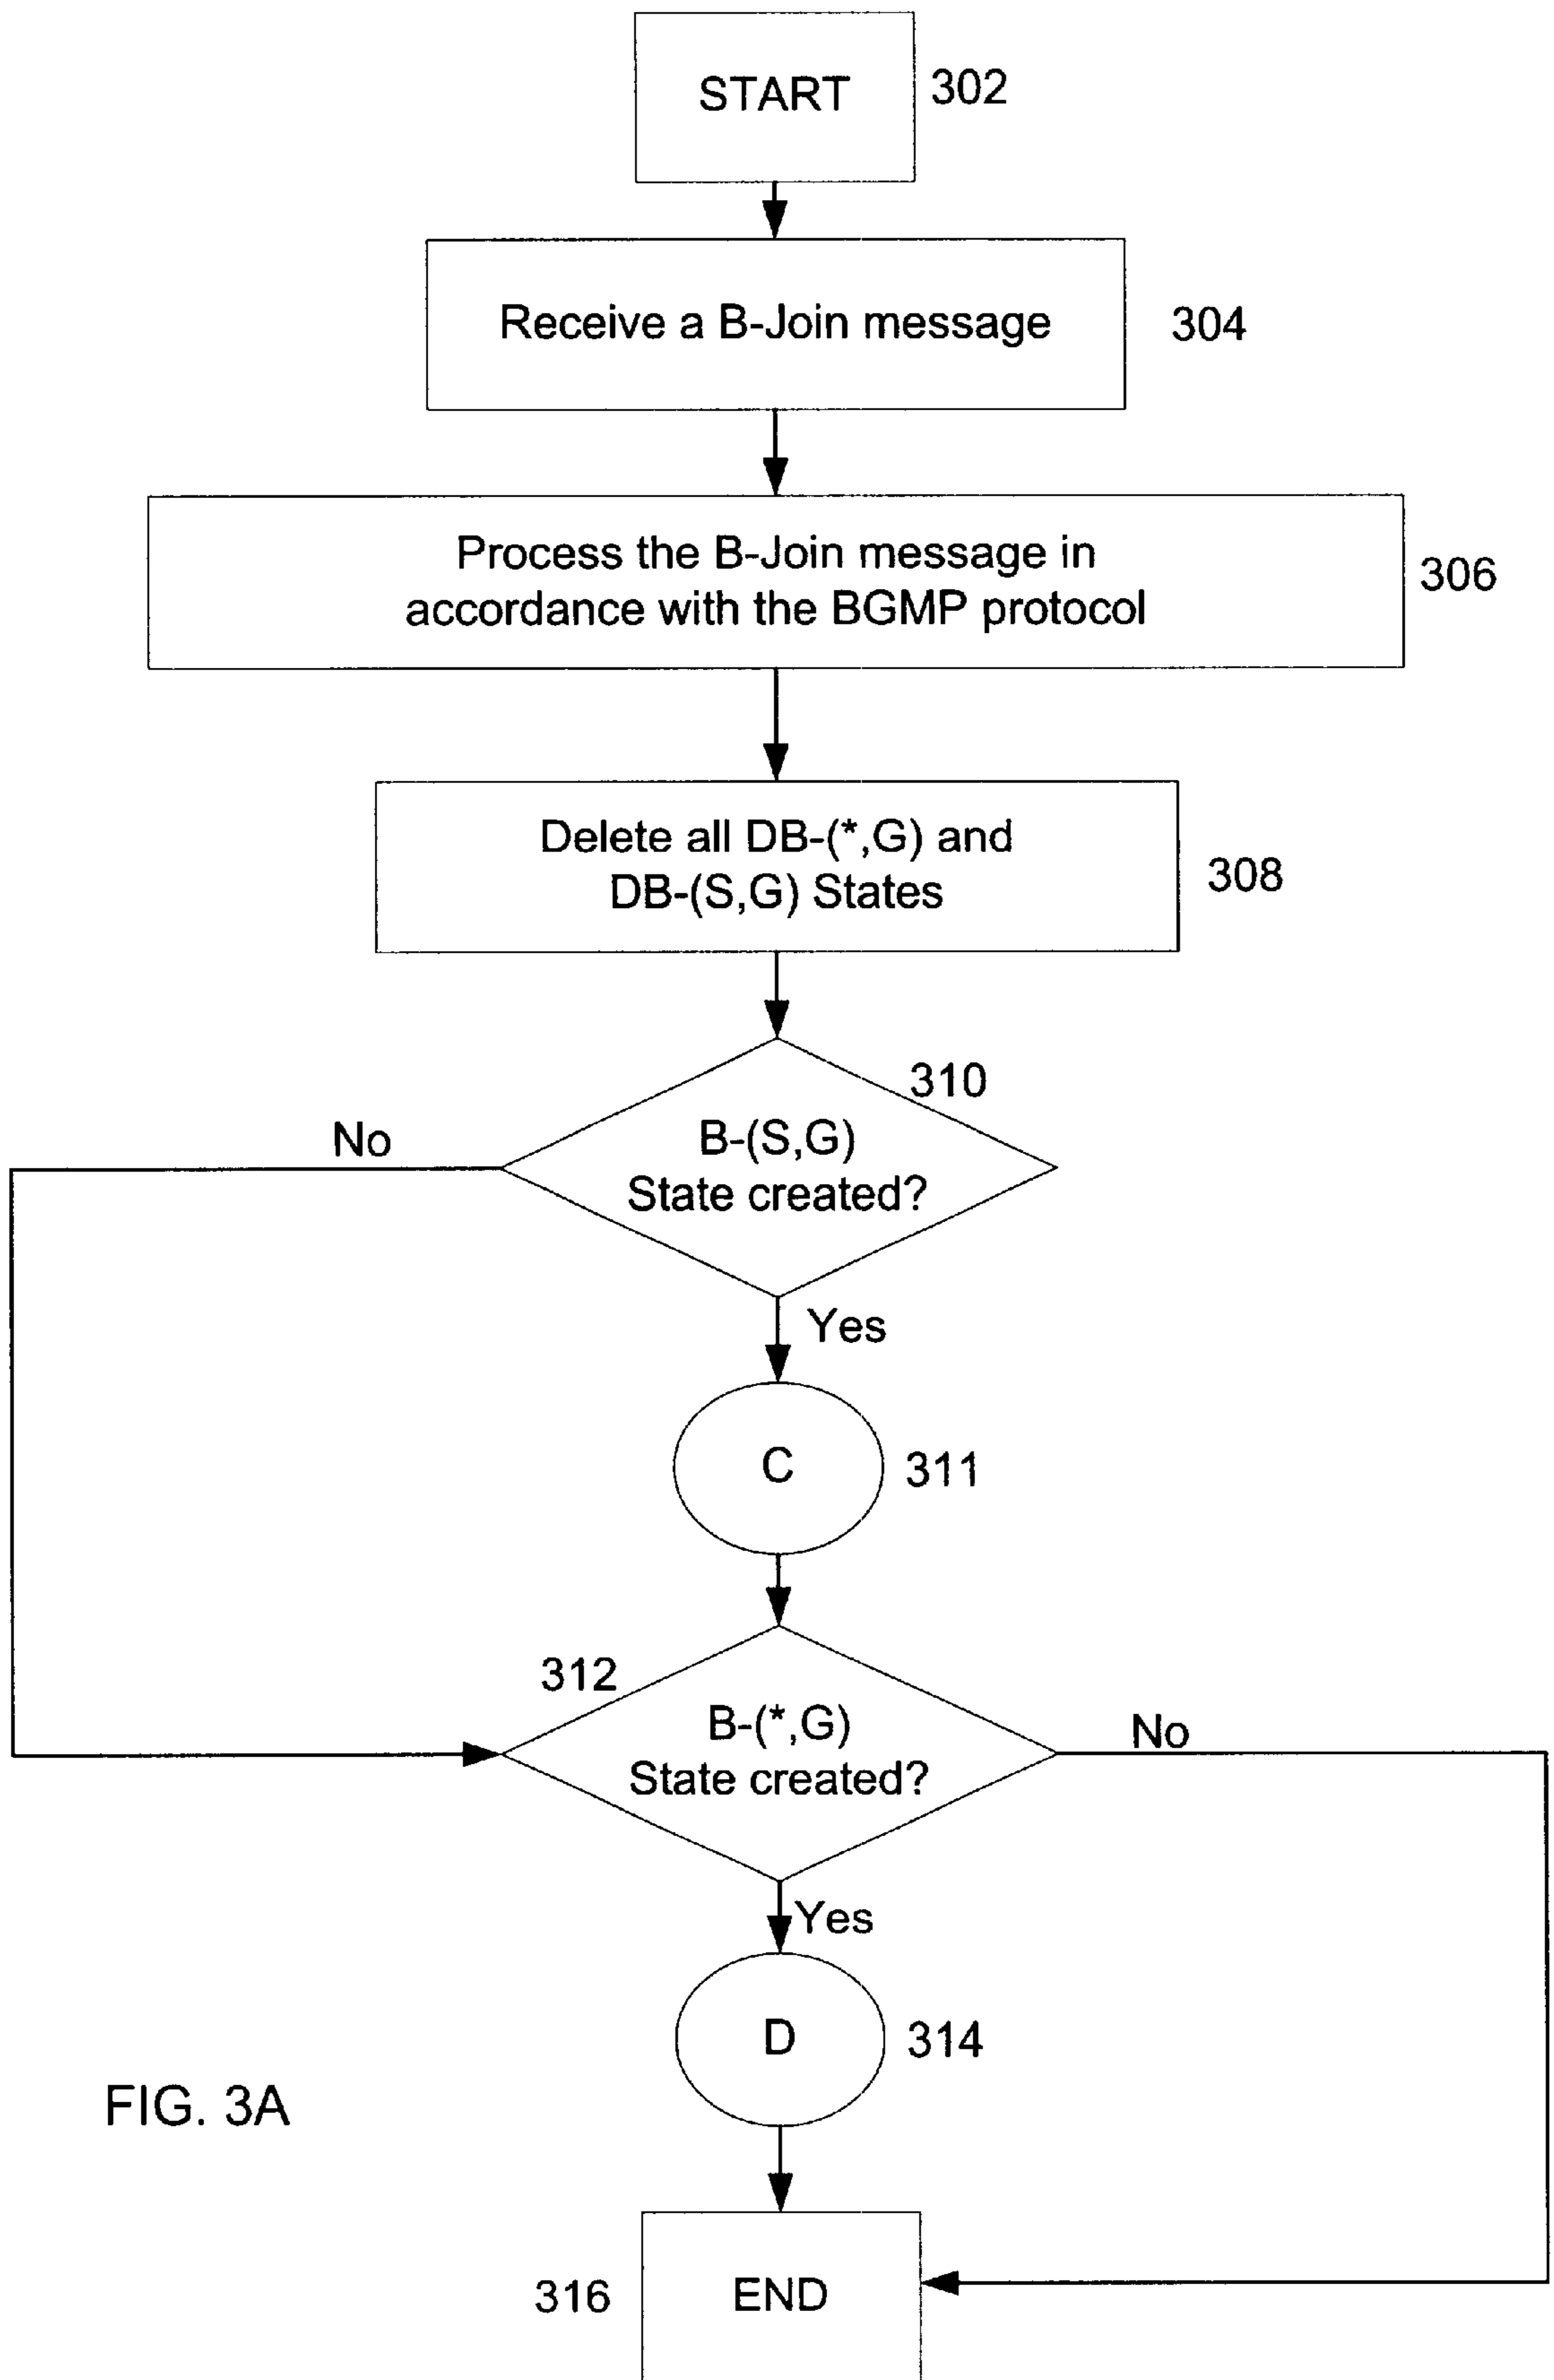 START
302
Receive a B-Join message
304
Process the B-Join message in
accordance with the BGMP protocol
306
Delete all DB-(*,G) and
DB-(S,G) States
308
310
No
B-(S,G)
State created?
Yes
C
311
312
B-(*,G)
State created?
No
Yes
D
314
FIG. 3A
316
END